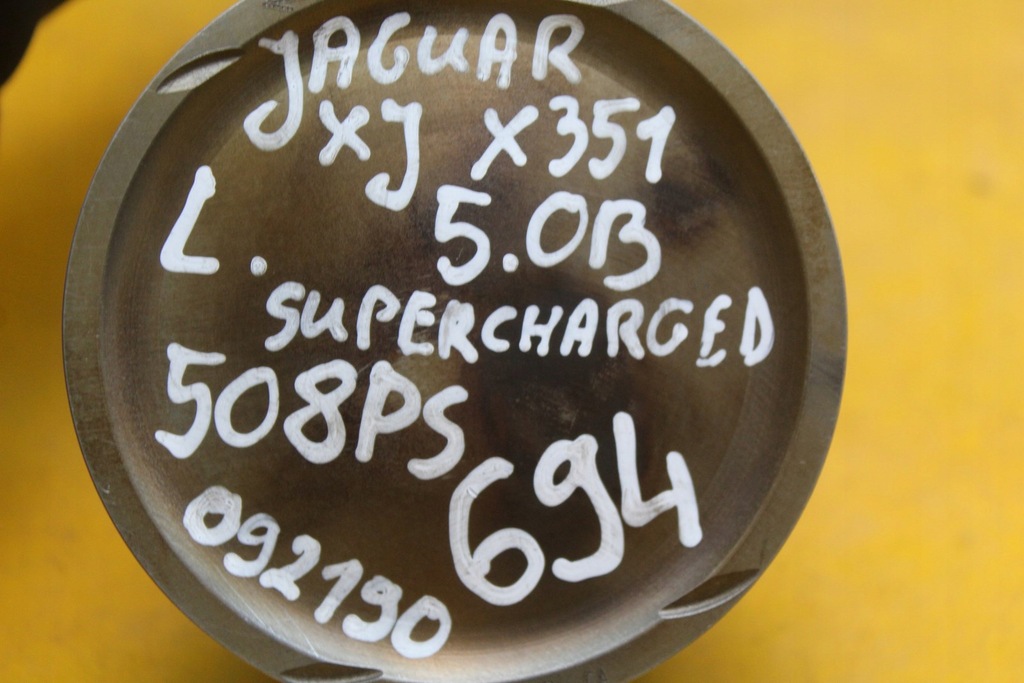 JAGUAR
XJ X351
L. 5.0B
SUPERCHARGED
508PS
694
092190